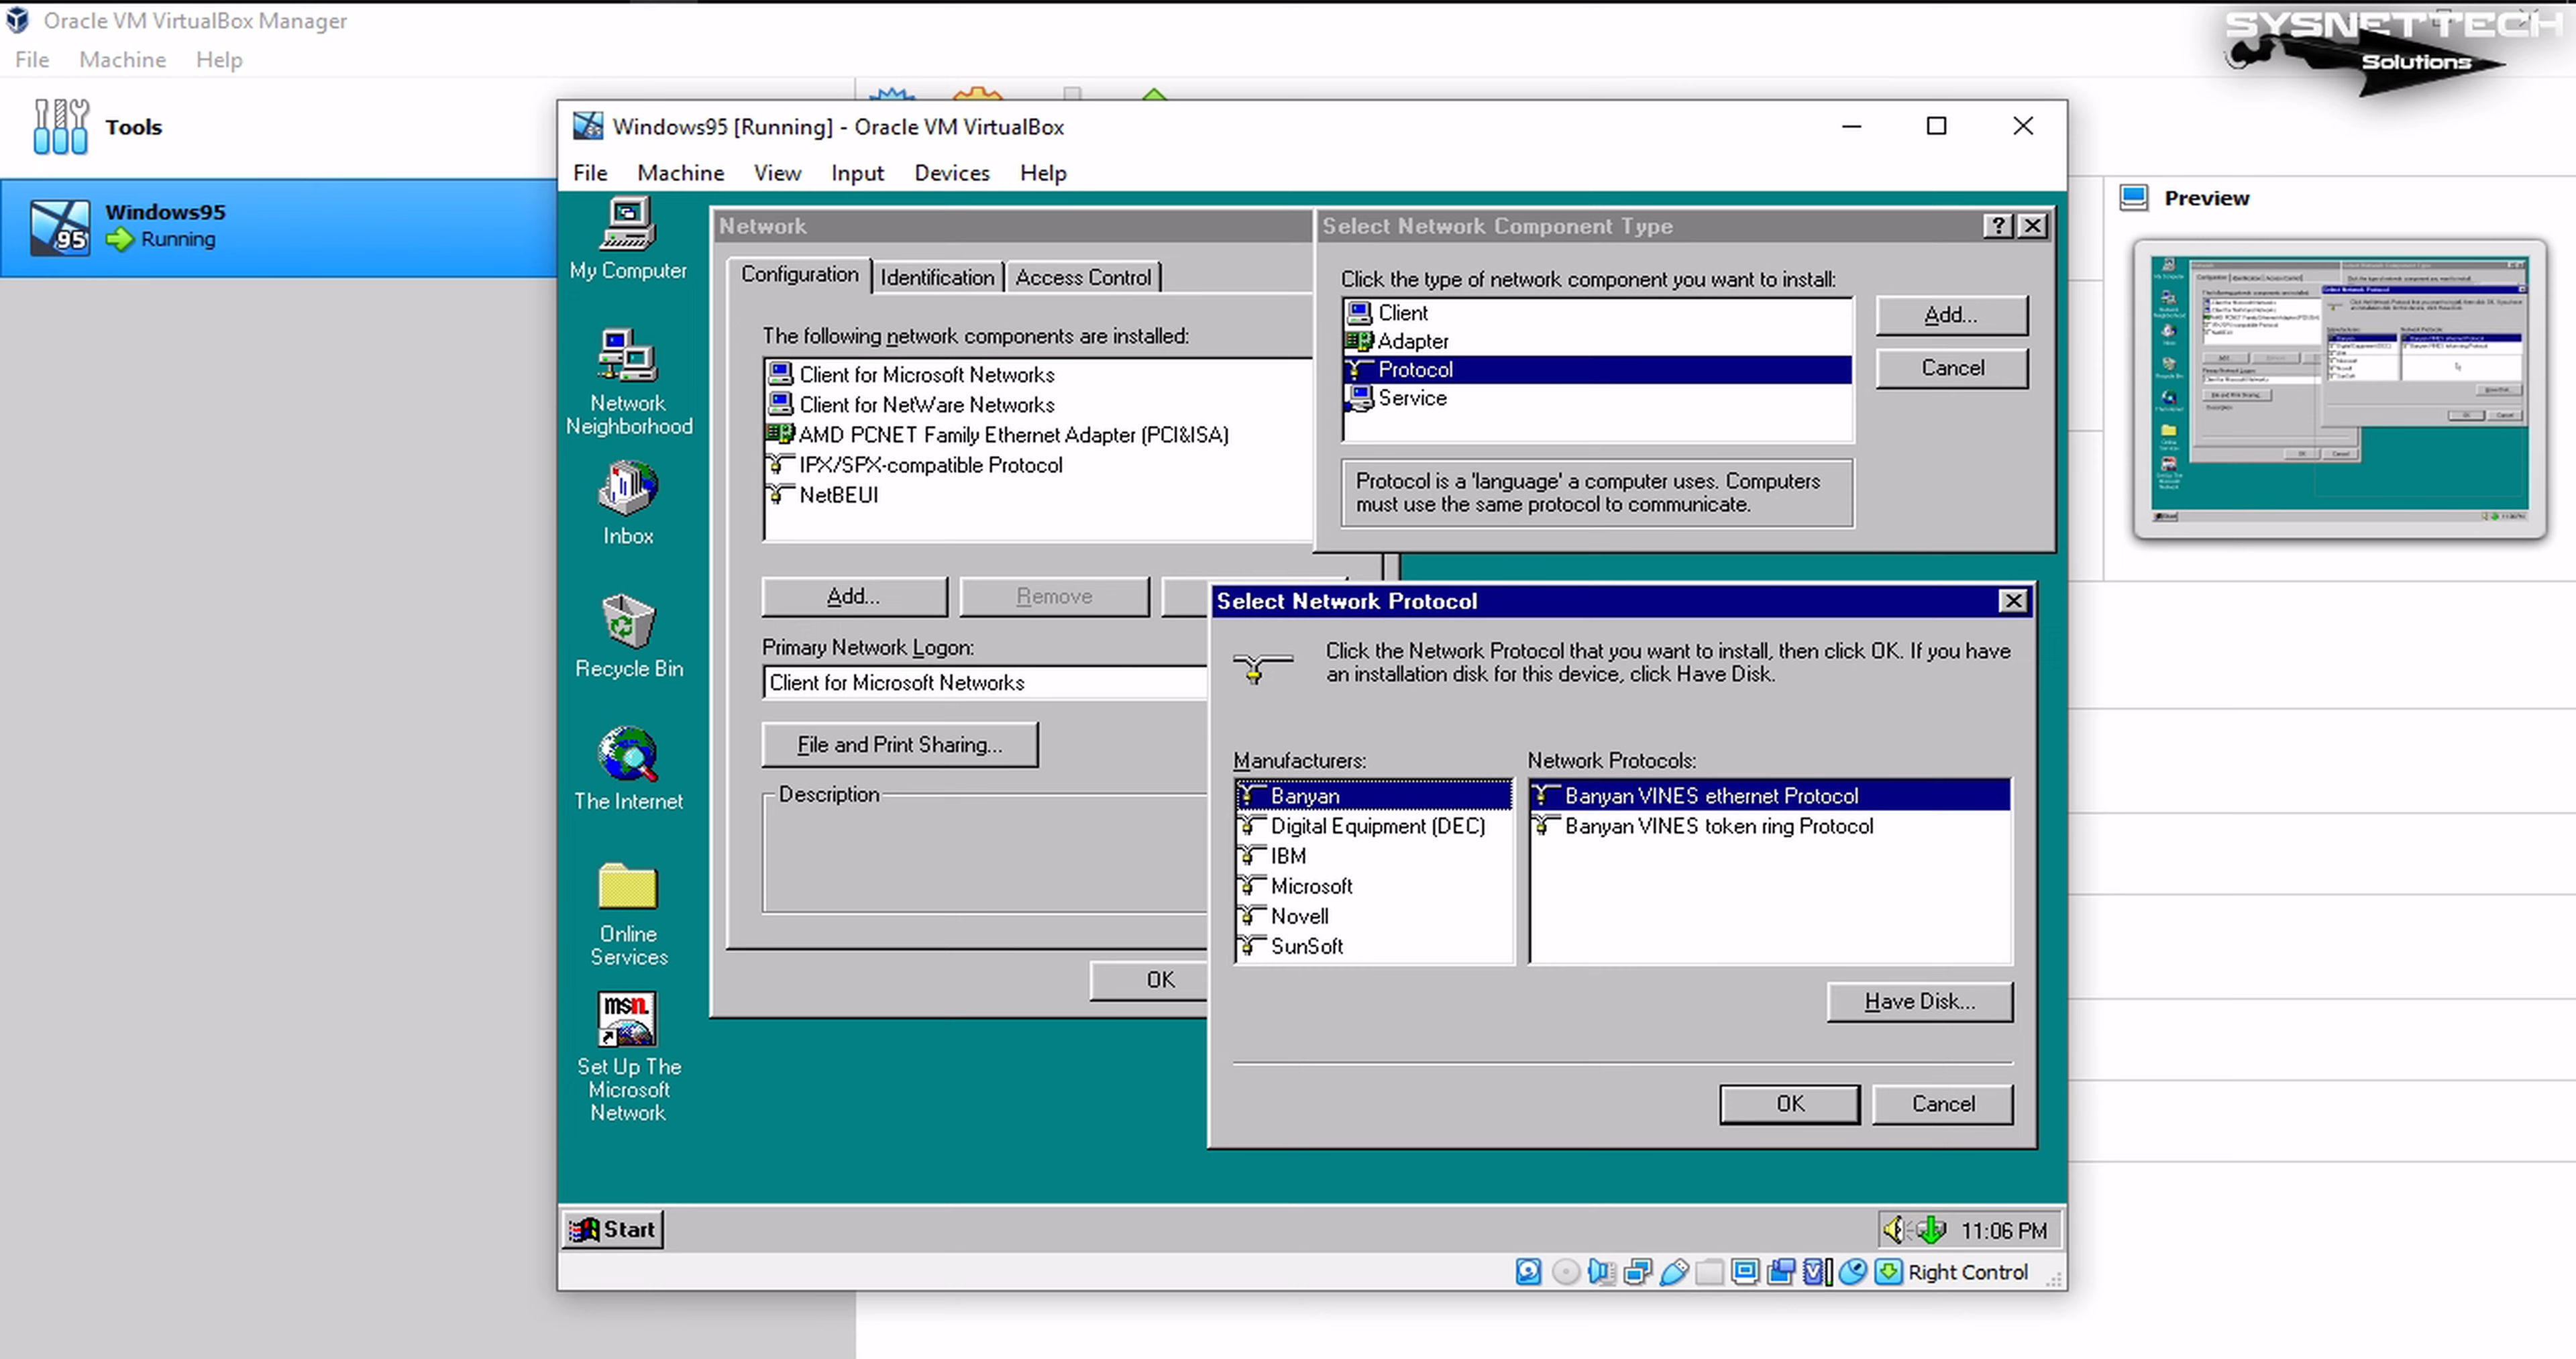 Oracle VM VirtualBox Manager
SYSNETTECH
Solutions
File Machine Help
Tools
Windows95
Running
Preview
Windows95 [Running] - Oracle VM VirtualBox
File Machine View Input Devices Help
My Computer
Network
Neighborhood
Inbox
Recycle Bin
The Internet
Online
Services
msn.
Set Up The
Microsoft
Network
Network
Configuration
Identification
Access Control
The following network components are installed:
Client for Microsoft Networks
Client for NetWare Networks
AMD PCNET Family Ethernet Adapter (PCI&ISA)
IPX/SPX-compatible Protocol
NetBEUI
Add...
Remove
Primary Network Logon:
Client for Microsoft Networks
File and Print Sharing...
Description
OK
Select Network Component Type
Click the type of network component you want to install:
Client
Adapter
Protocol
Service
Add...
Cancel
Protocol is a 'language' a computer uses. Computers
must use the same protocol to communicate.
Select Network Protocol
Click the Network Protocol that you want to install, then click OK. If you have
an installation disk for this device, click Have Disk.
Manufacturers:
Banyan
Digital Equipment (DEC)
IBM
Microsoft
Novell
SunSoft
Network Protocols:
Banyan VINES ethernet Protocol
Banyan VINES token ring Protocol
Have Disk...
OK
Cancel
Start
11:06 PM
Right Control